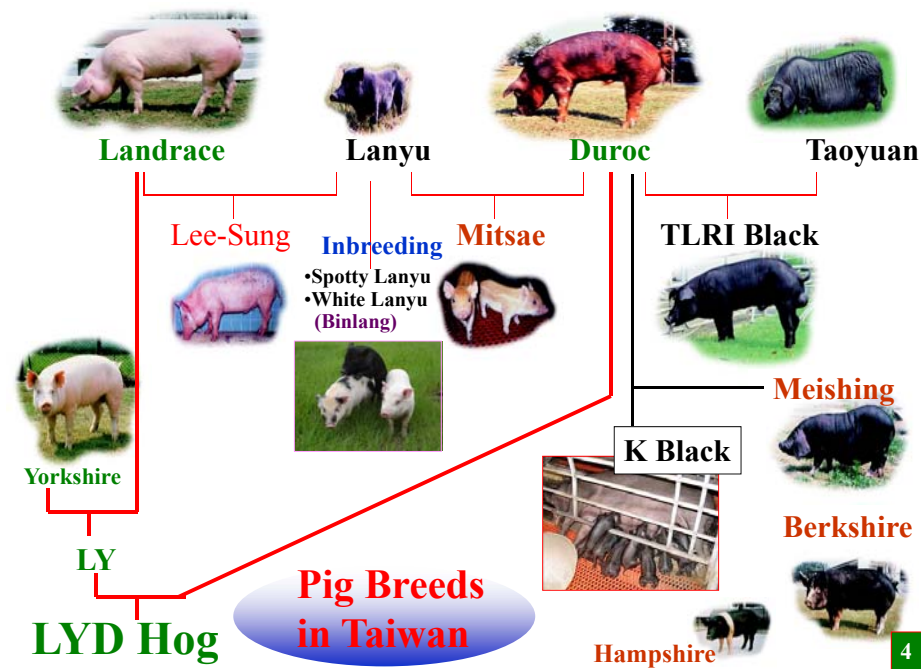 Landrace
Lanyu
Duroc
Taoyuan
Lee-Sung
Inbreeding
•Spotty Lanyu
•White Lanyu
(Binlang)
Mitsae
TLRI Black
Meishing
K Black
Yorkshire
Berkshire
LY
LYD Hog
Pig Breeds
in Taiwan
Hampshire
4